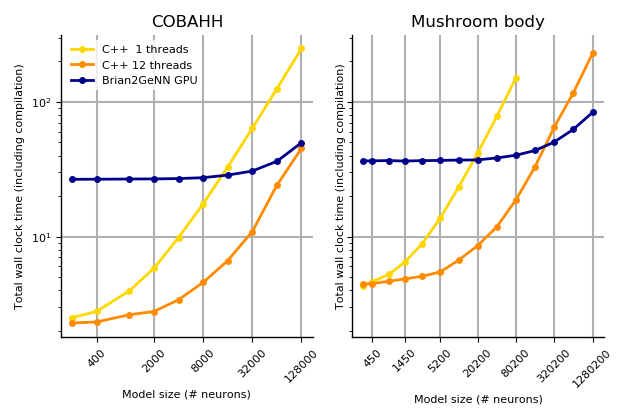 COBAHH
Mushroom body
C++ 1 threads
C++ 12 threads
Brian2GeNN GPU
Total wall clock time (including compilation)
10²
10¹
400
2000
8000
32000
128000
Model size (# neurons)
Total wall clock time (including compilation)
10²
10¹
450
1450
5200
20200
80200
320200
1280200
Model size (# neurons)